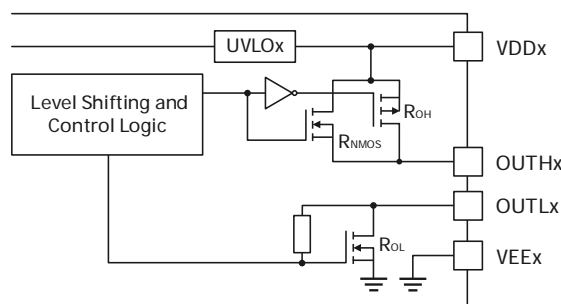 UVLOx
VDDx
Level Shifting and
Control Logic
ROH
RNMOS
OUTHx
OUTLx
ROL
VEEx